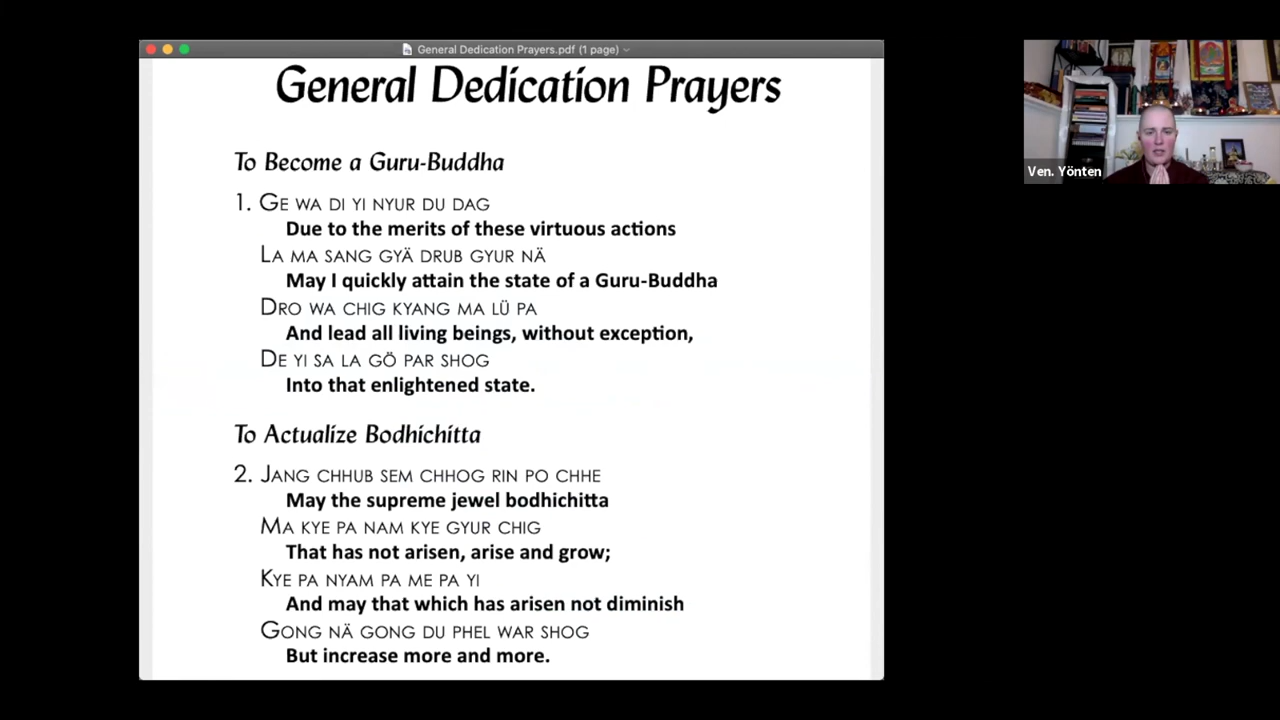 General Dedication Prayers.pdf (1 page)
General Dedication Prayers
To Become a Guru-Buddha
1. GE WA DI YI NYUR DU DAG
Due to the merits of these virtuous actions
LA MA SANG GYÄ DRUB GYUR NÄ
May I quickly attain the state of a Guru-Buddha
DRO WA CHIG KYANG MA LÜ PA
And lead all living beings, without exception,
DE YI SA LA GÖ PAR SHOG
Into that enlightened state.
To Actualize Bodhichitta
2. JANG CHHUB SEM CHHOG RIN PO CHHE
May the supreme jewel bodhichitta
MA KYE PA NAM KYE GYUR CHIG
That has not arisen, arise and grow;
KYE PA NYAM PA ME PA YI
And may that which has arisen not diminish
GONG NÄ GONG DU PHEL WAR SHOG
But increase more and more.
Ven. Yönten